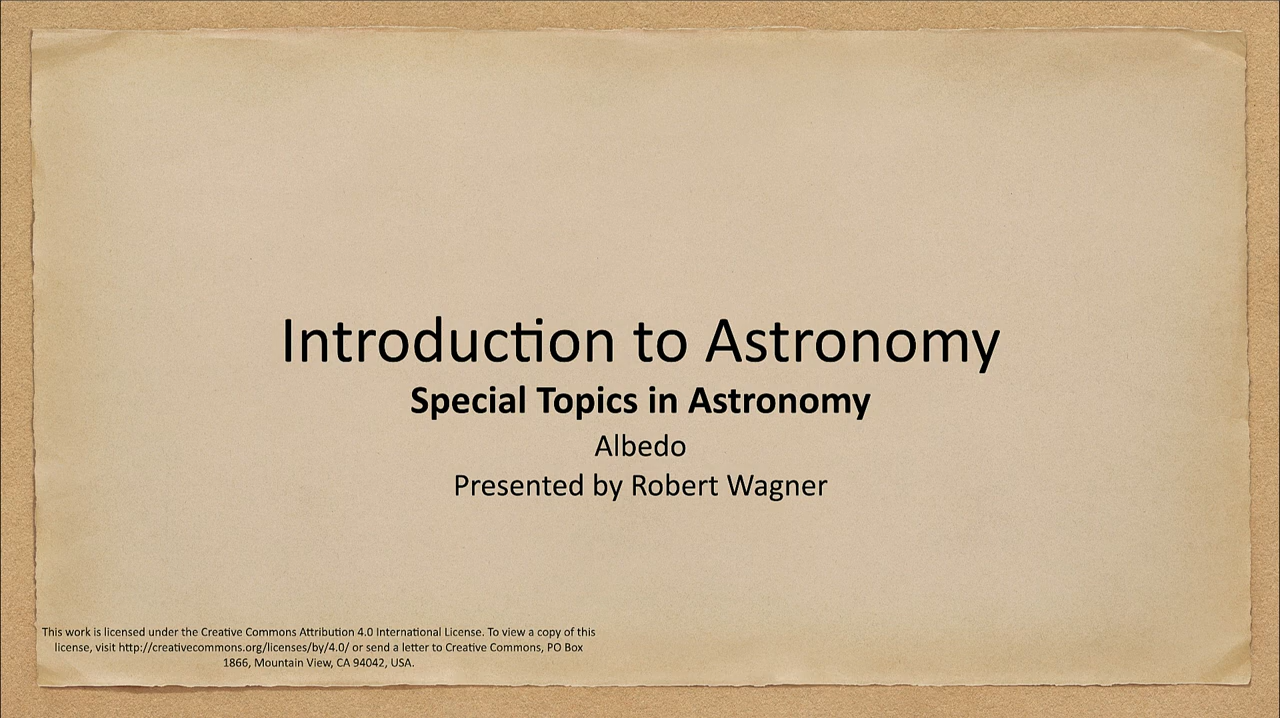 Introduction to Astronomy
Special Topics in Astronomy
Albedo
Presented by Robert Wagner
This work is licensed under the Creative Commons Attribution 4.0 International License. To view a copy of this
license, visit http://creativecommons.org/licenses/by/4.0/ or send a letter to Creative Commons, PO Box
1866, Mountain View, CA 94042, USA.